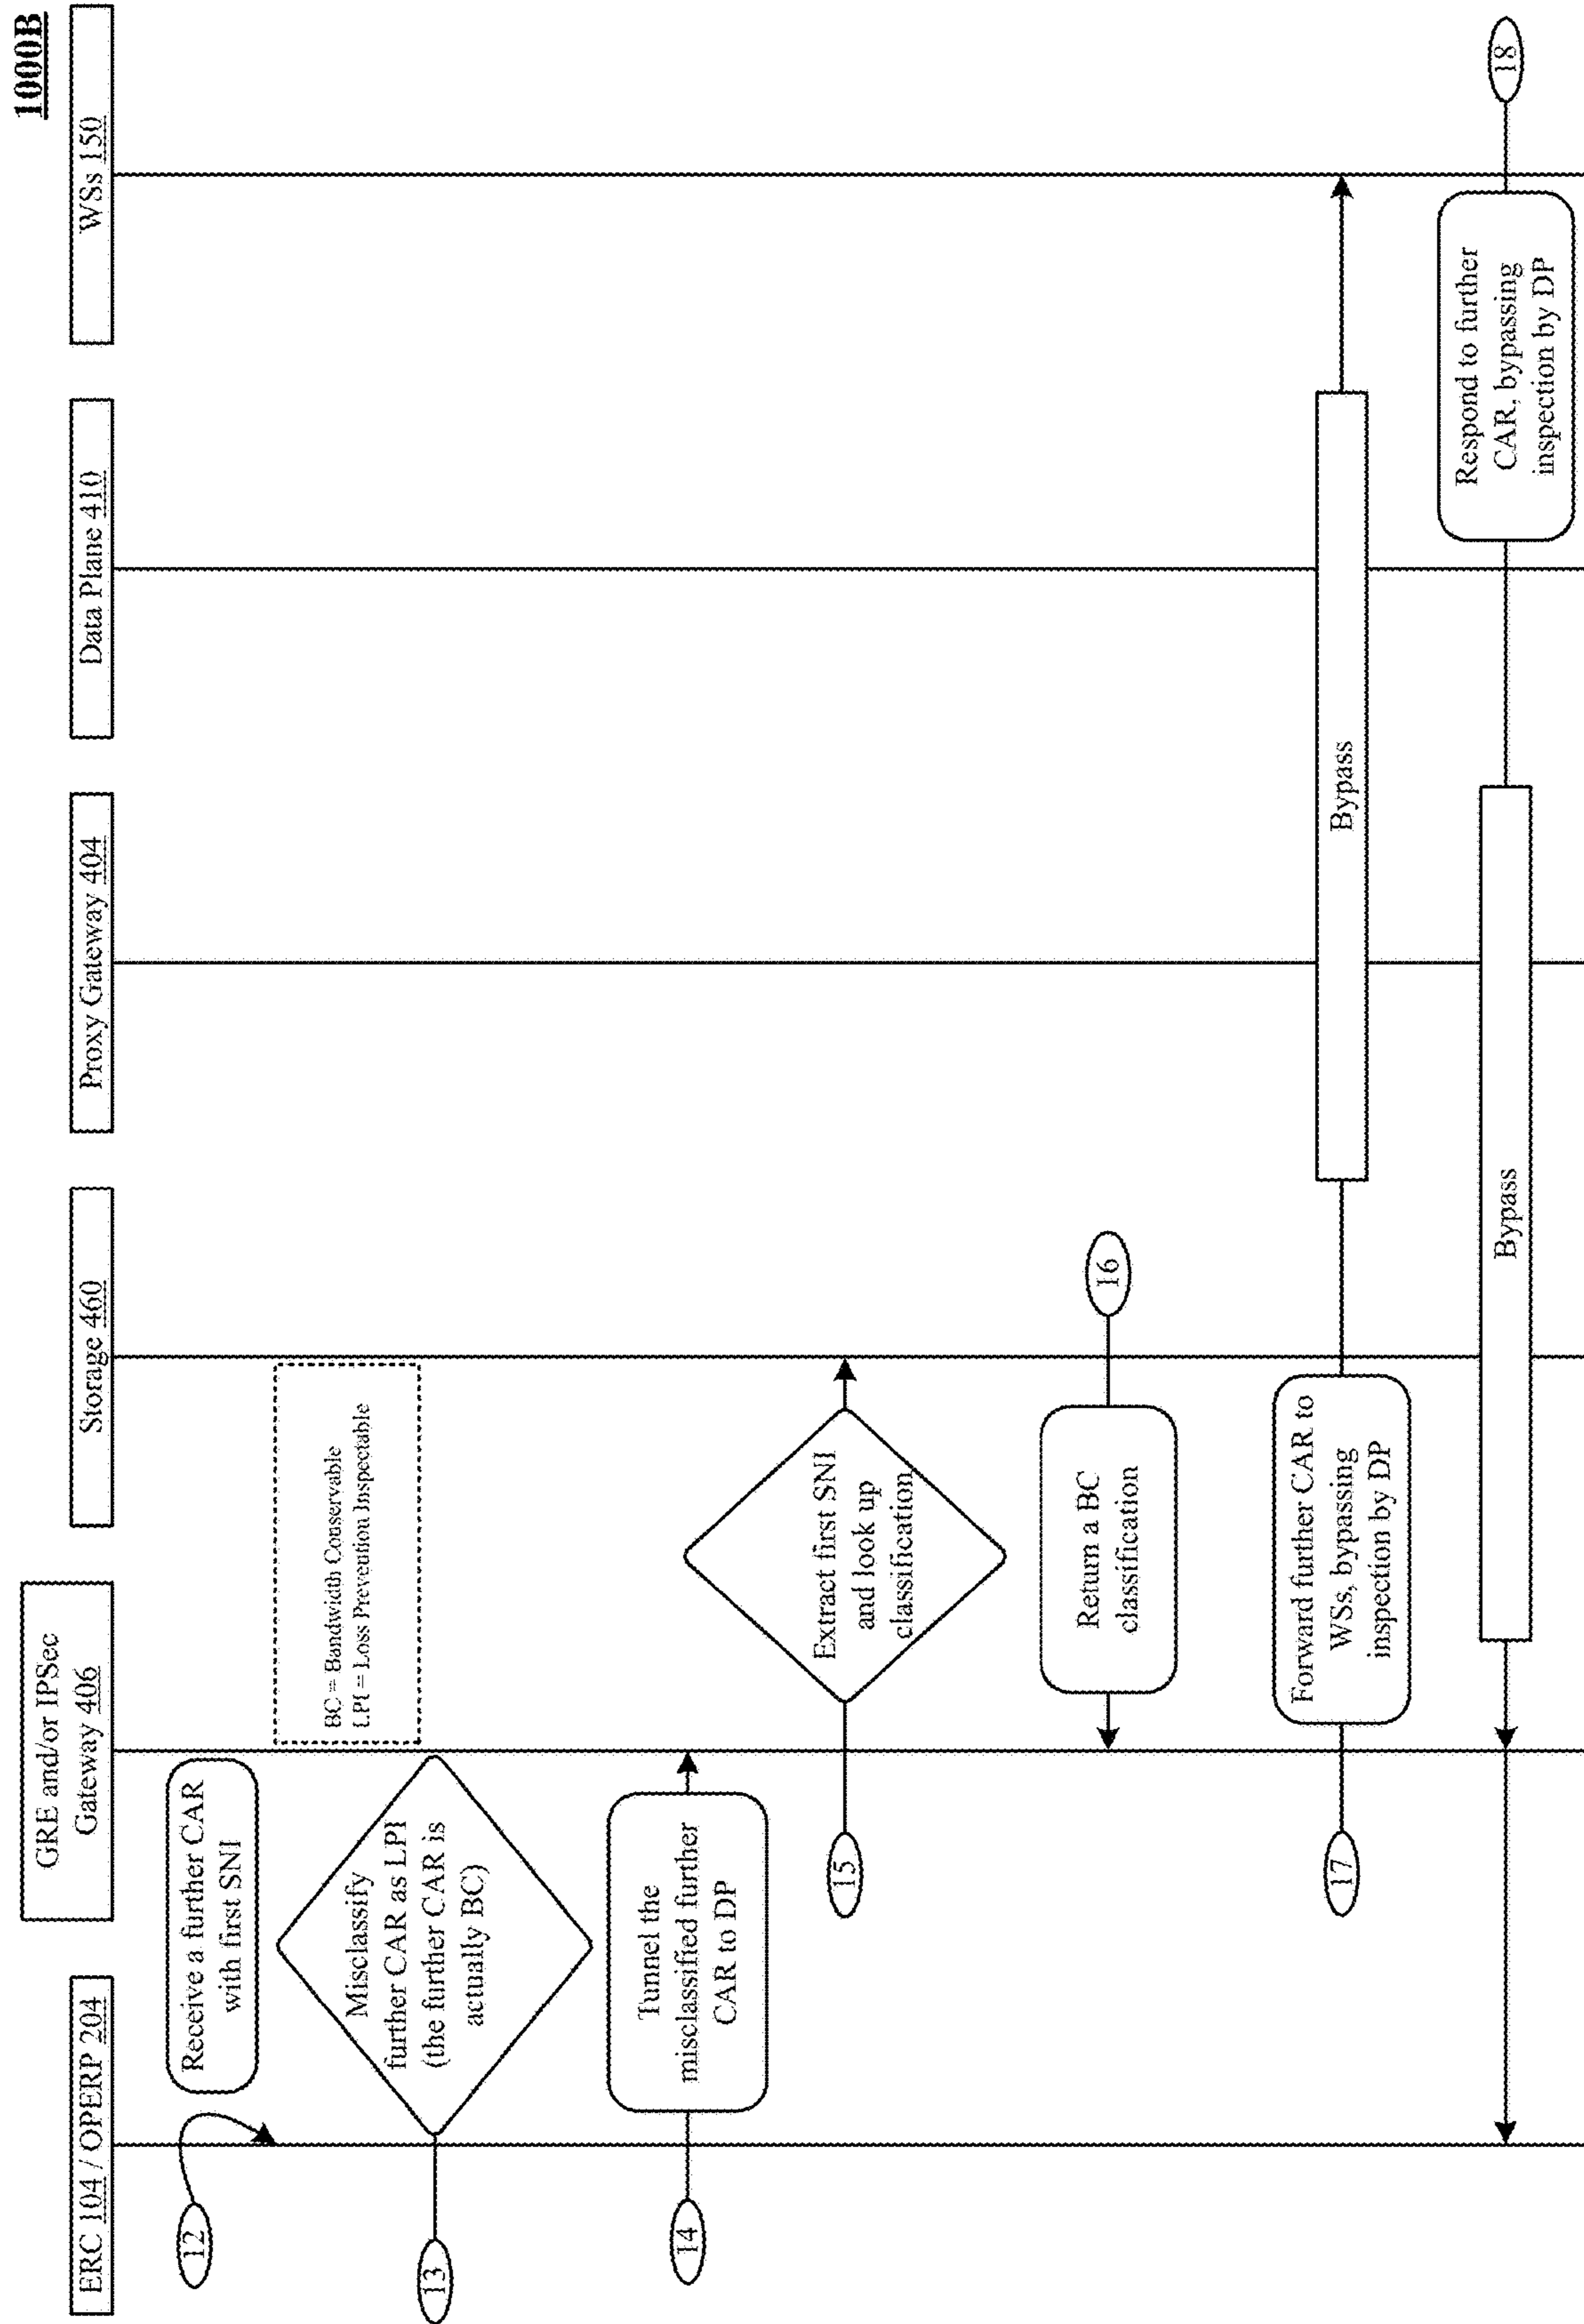 1000B
ERC 104 / OPERP 204
GRE and/or IPSec
Gateway 406
Storage 460
Proxy Gateway 404
Data Plane 410
WSs 150
12
Receive a further CAR
with first SNI
BC = Bandwidth Conservable
LPI = Loss Prevention Inspectable
13
Misclassify
further CAR as LPI
(the further CAR is
actually BC)
14
Tunnel the
misclassified further
CAR to DP
15
Extract first SNI
and look up
classification
Return a BC
classification
16
17
Forward further CAR to
WSs, bypassing
inspection by DP
Bypass
Bypass
Respond to further
CAR, bypassing
inspection by DP
18